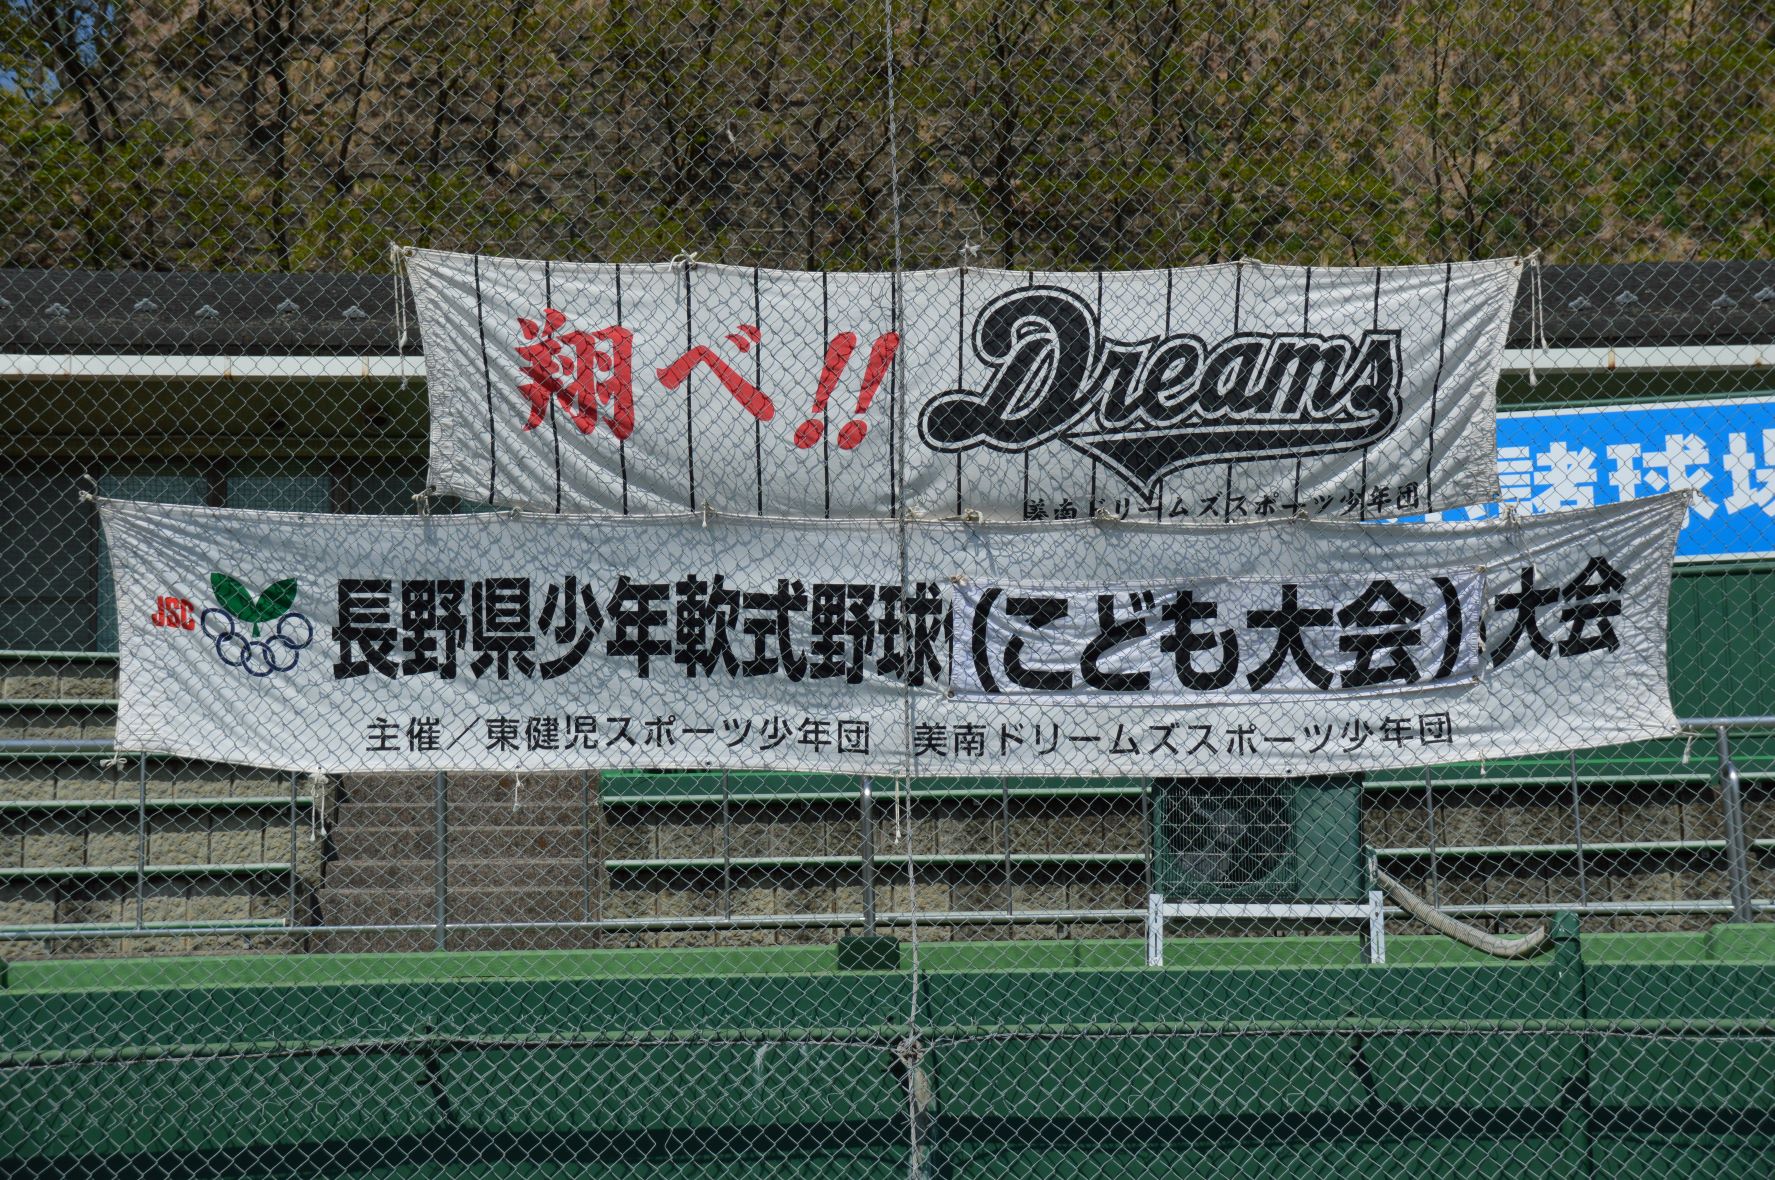 翔べ!! Dreams
美南ドリームズスポーツ少年団
諸球場
JSC 長野県少年軟式野球(こども大会)大会
主催／東健児スポーツ少年団 美南ドリームズスポーツ少年団